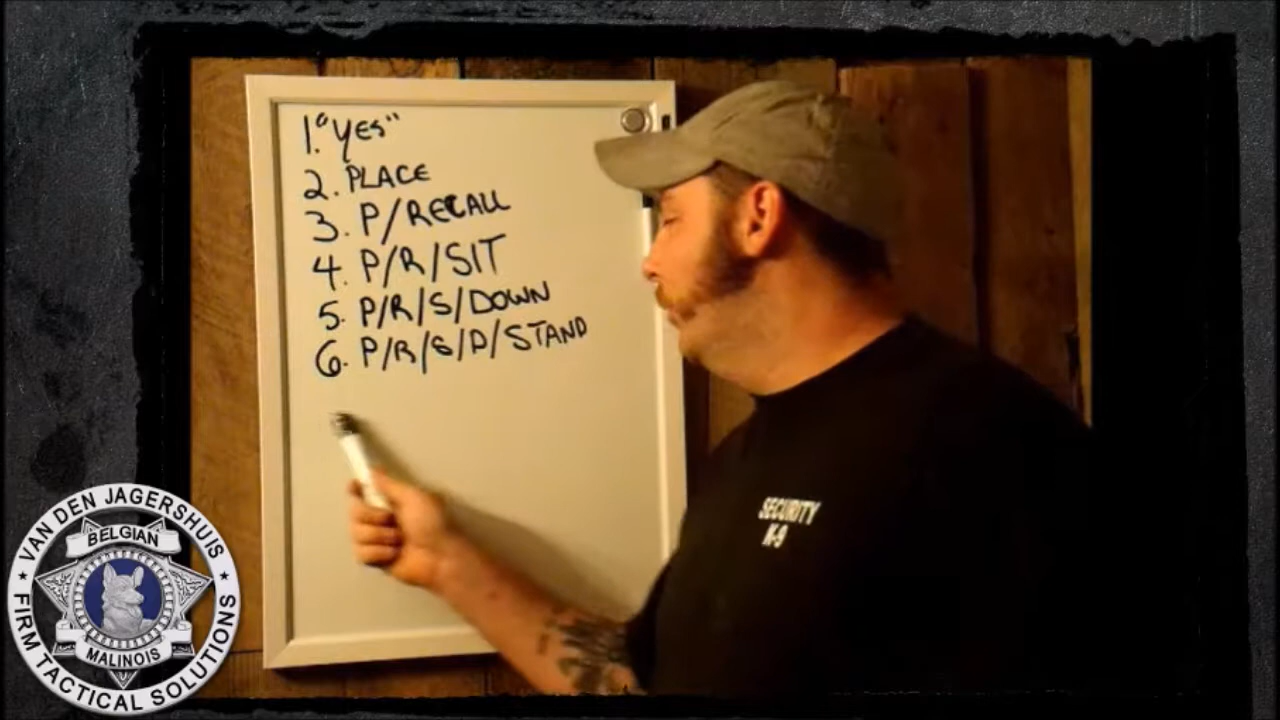 1. "YES"
2. PLACE
3. P/RECALL
4. P/R/SIT
5. P/R/S/DOWN
6. P/R/S/D/STAND
SECURITY
K-9
VAN DEN JAGERSHUIS
BELGIAN
MALINOIS
FIRM TACTICAL SOLUTIONS